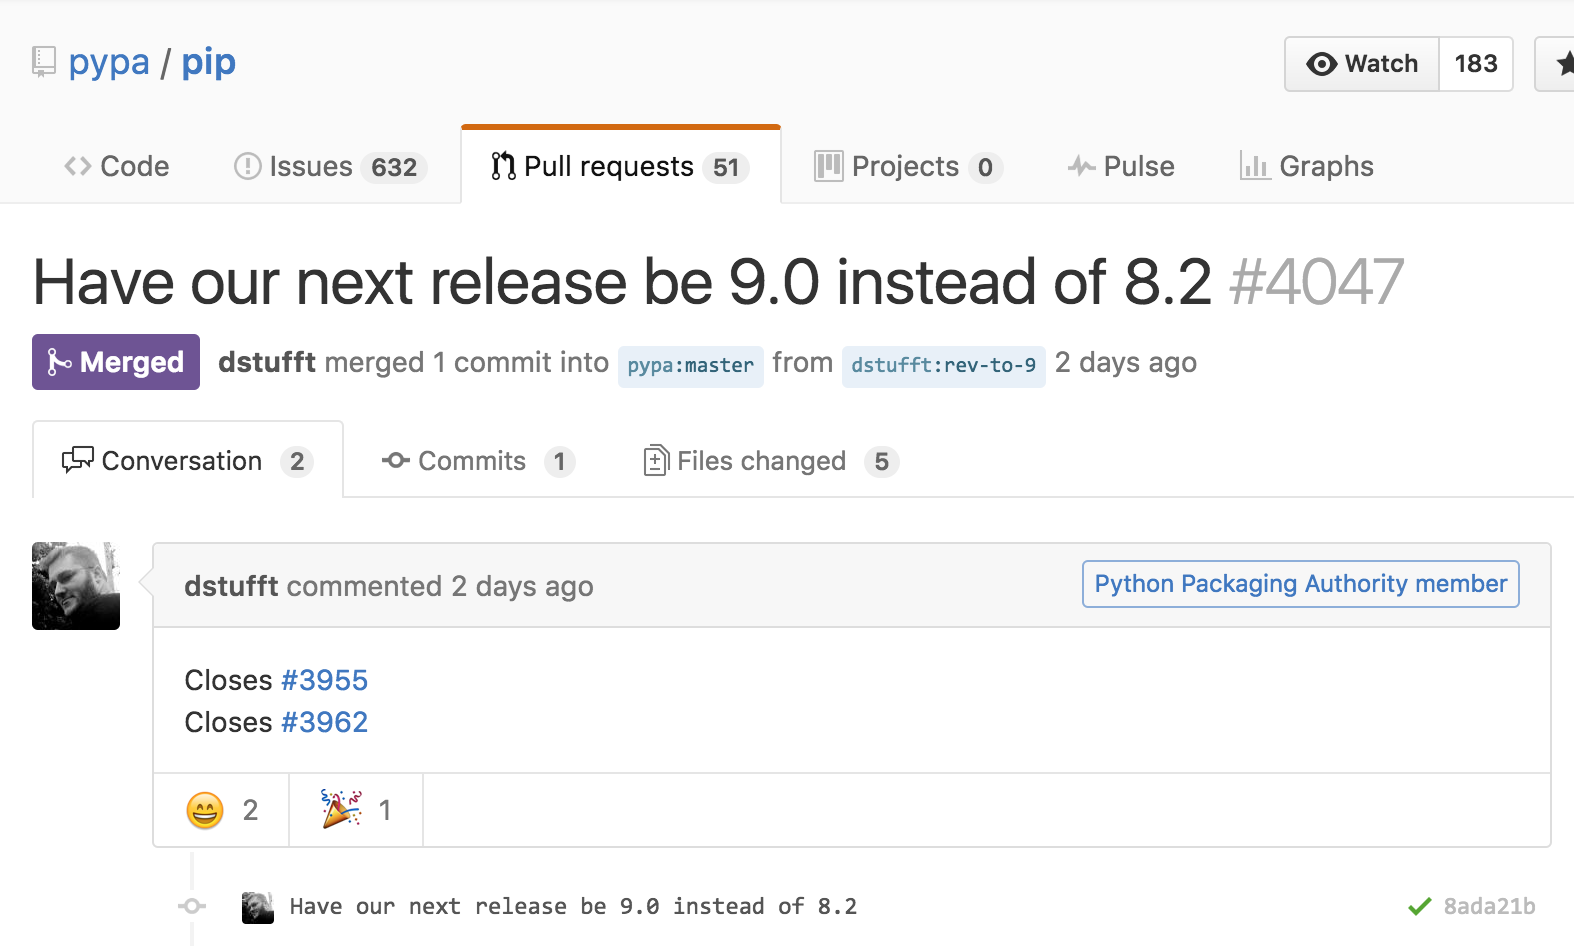 pypa / pip
Watch 183
Code Issues 632 Pull requests 51 Projects 0 Pulse Graphs
Have our next release be 9.0 instead of 8.2 #4047
Merged dstufft merged 1 commit into pypa:master from dstufft:rev-to-9 2 days ago
Conversation 2 Commits 1 Files changed 5
dstufft commented 2 days ago Python Packaging Authority member
Closes #3955
Closes #3962
😄 2 🎉 1
Have our next release be 9.0 instead of 8.2 8ada21b